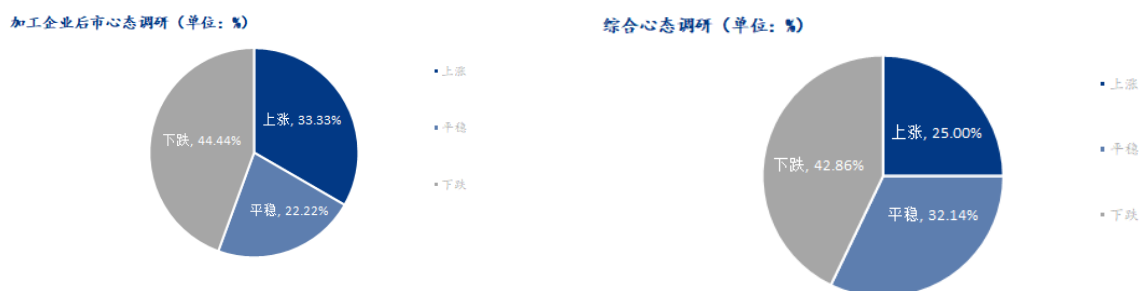 加工企业后市心态调研（单位：%）
上涨, 33.33%
平稳, 22.22%
下跌, 44.44%
上涨
平稳
下跌
综合心态调研（单位：%）
上涨, 25.00%
平稳, 32.14%
下跌, 42.86%
上涨
平稳
下跌